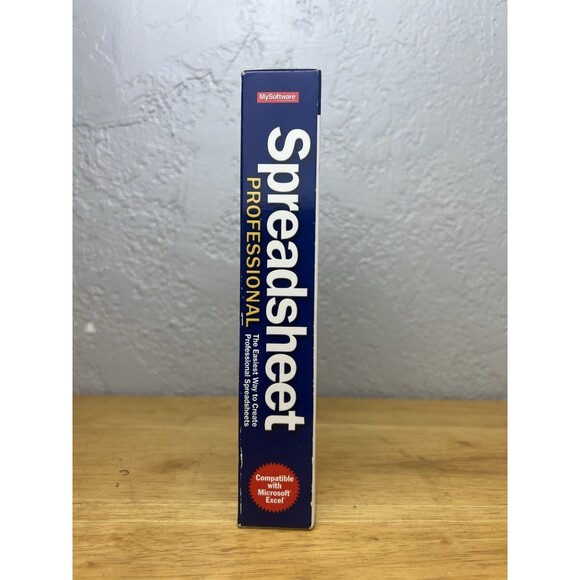 MySoftware
Spreadsheet
PROFESSIONAL
The Easiest Way to Create
Professional Spreadsheets
Compatible
with
Microsoft®
Excel®